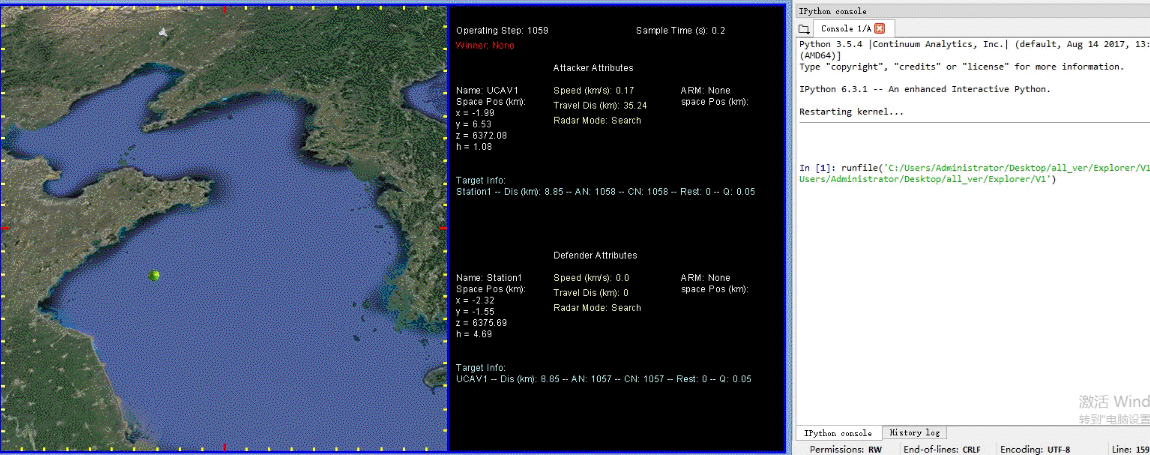 Operating Step: 1059
Sample Time (s): 0.2
Winner: None
Attacker Attributes
Name: UCAV1
Speed (km/s): 0.17
ARM: None
Space Pos (km):
Travel Dis (km): 35.24
space Pos (km):
x = -1.99
Radar Mode: Search
y = 6.53
z = 6372.08
h = 1.08
Target Info:
Station1 -- Dis (km): 8.85 -- AN: 1058 -- CN: 1058 -- Rest: 0 -- Q: 0.05
Defender Attributes
Name: Station1
Speed (km/s): 0.0
ARM: None
Space Pos (km):
Travel Dis (km): 0
space Pos (km):
x = -2.32
Radar Mode: Search
y = -1.55
z = 6375.69
h = 4.69
Target Info:
UCAV1 -- Dis (km): 8.85 -- AN: 1057 -- CN: 1057 -- Rest: 0 -- Q: 0.05
IPython console
Console 1/A
Python 3.5.4 |Continuum Analytics, Inc.| (default, Aug 14 2017, 13:
(AMD64)]
Type "copyright", "credits" or "license" for more information.
IPython 6.3.1 -- An enhanced Interactive Python.
Restarting kernel...
In [1]: runfile('C:/Users/Administrator/Desktop/all_ver/Explorer/V1
Users/Administrator/Desktop/all_ver/Explorer/V1')
激活 Wind
转到"电脑设置
IPython console
History log
Permissions: RW
End-of-lines: CRLF
Encoding: UTF-8
Line: 159